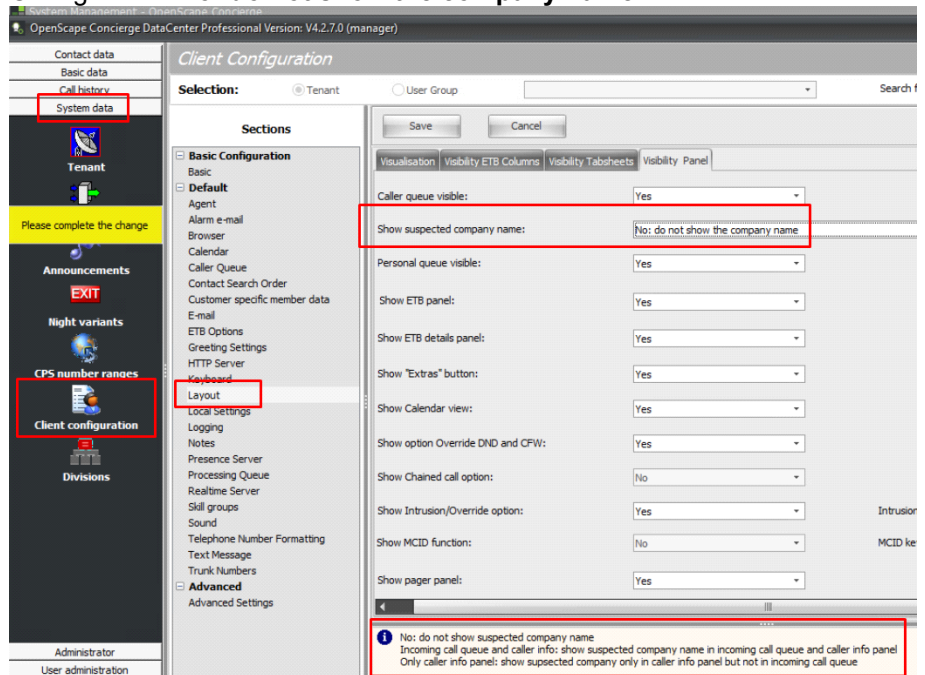 System Management - OpenScape Concierge
OpenScape Concierge DataCenter Professional Version: V4.2.7.0 (manager)
Contact data
Basic data
Call history
System data
Tenant
Please complete the change
Announcements
EXIT
Night variants
CPS number ranges
Client configuration
Divisions
Administrator
User administration
Client Configuration
Selection:
Tenant
User Group
Search f
Sections
Basic Configuration
Basic
Default
Agent
Alarm e-mail
Browser
Calendar
Caller Queue
Contact Search Order
Customer specific member data
E-mail
ETB Options
Greeting Settings
HTTP Server
Keyboard
Layout
Local Settings
Logging
Notes
Presence Server
Processing Queue
Realtime Server
Skill groups
Sound
Telephone Number Formatting
Text Message
Trunk Numbers
Advanced
Advanced Settings
Save Cancel
Visualisation Visibility ETB Columns Visibility Tabsheets Visibility Panel
Caller queue visible: Yes
Show suspected company name: No: do not show the company name
Personal queue visible: Yes
Show ETB panel: Yes
Show ETB details panel: Yes
Show "Extras" button: Yes
Show Calendar view: Yes
Show option Override DND and CFW: Yes
Show Chained call option: No
Show Intrusion/Override option: Yes Intrusion
Show MCID function: No MCID ke
Show pager panel: Yes
No: do not show suspected company name
Incoming call queue and caller info: show suspected company name in incoming call queue and caller info panel
Only caller info panel: show supsected company only in caller info panel but not in incoming call queue